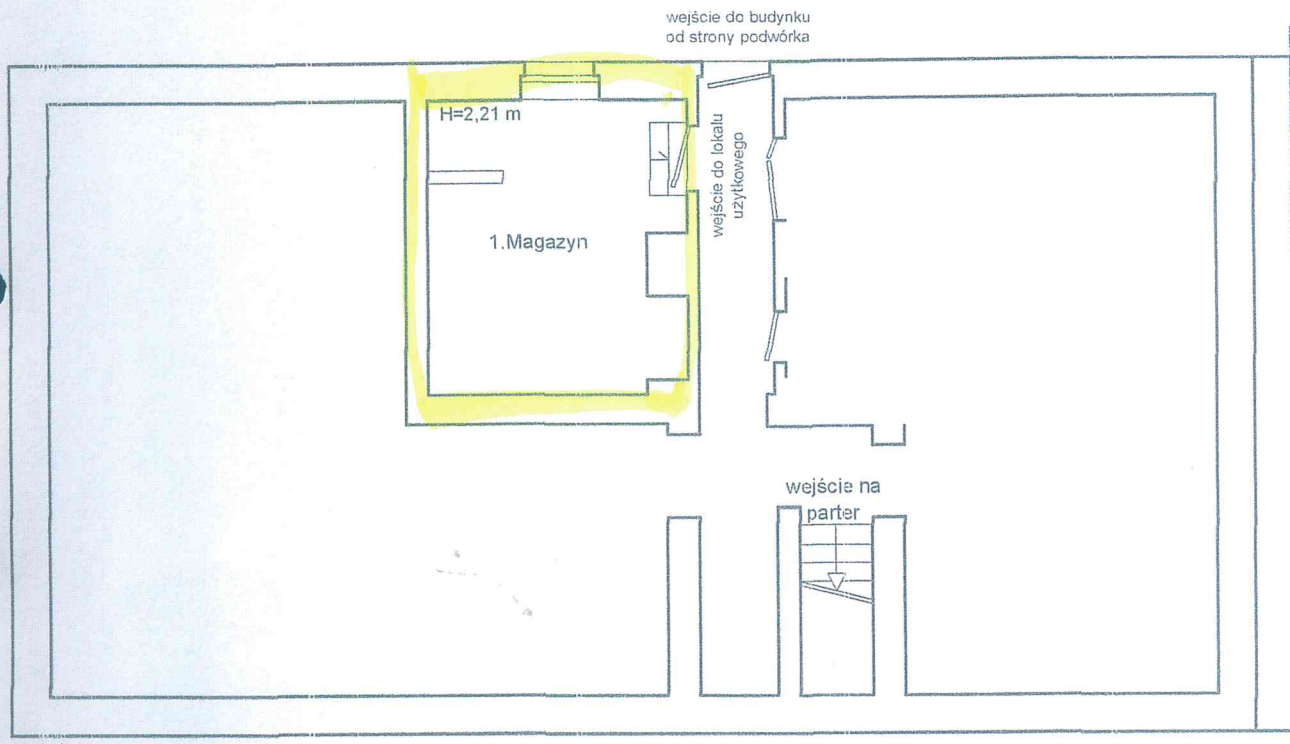 wejście do budynku
od strony podwórka
H=2,21 m
wejście do lokalu
użytkowego
1.Magazyn
wejście na
parter